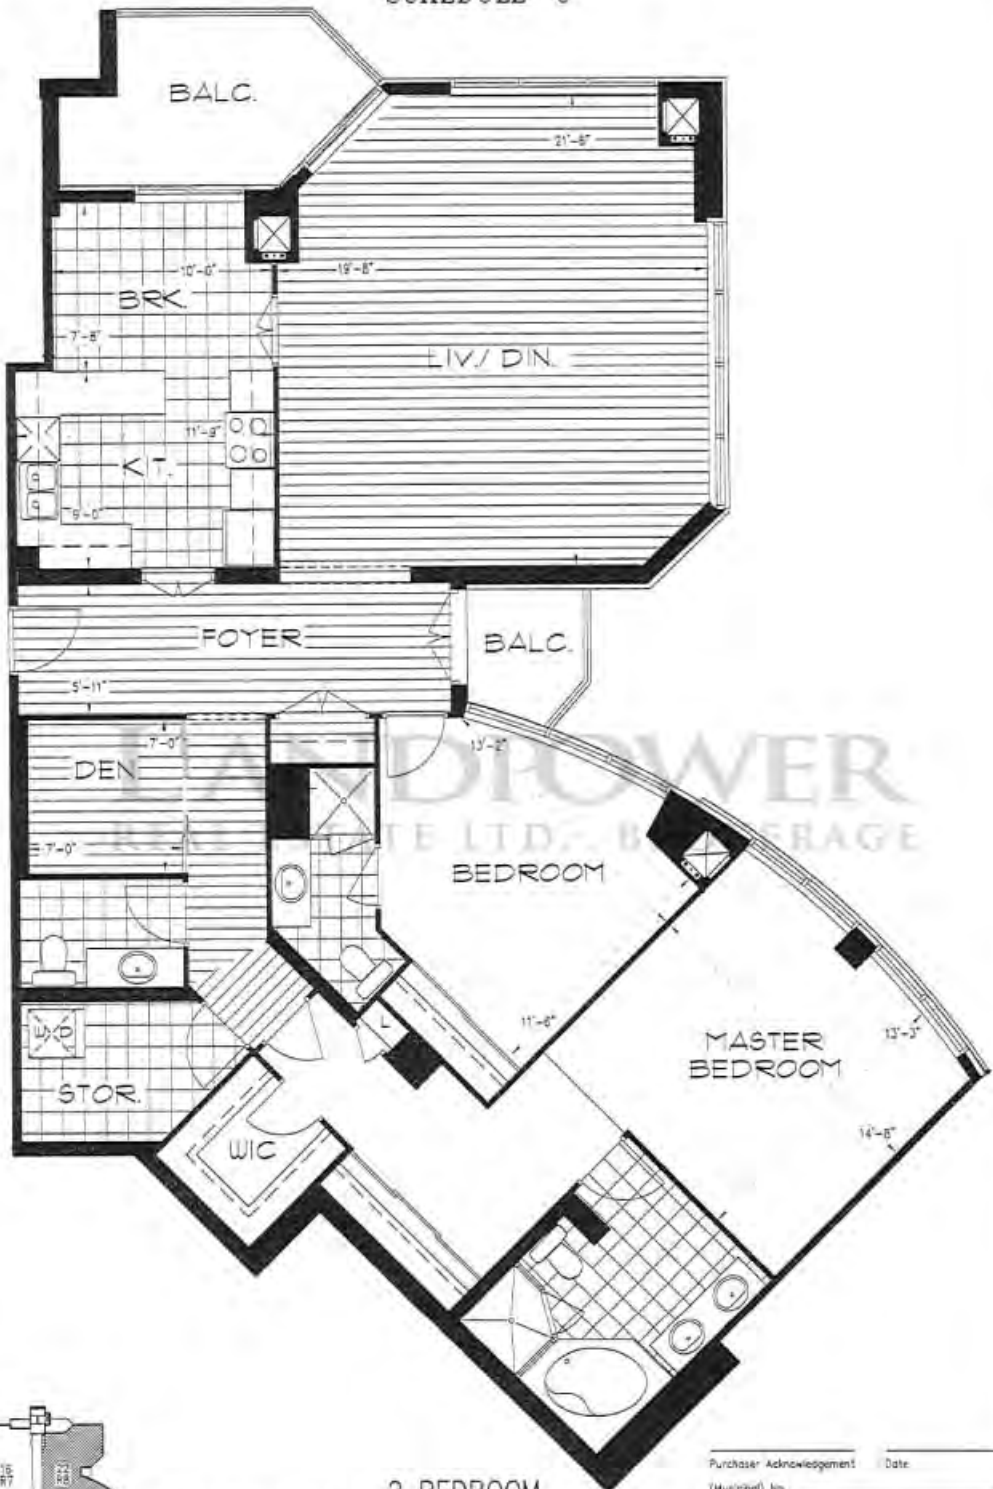 BALC.
21'-6"
10'-0"
19'-8"
BRK.
7'-8"
LIV./ DIN.
11'-9"
KIT.
9'-0"
FOYER
BALC.
5'-11"
7'-0"
13'-2"
DEN
LANDPOWER
REAL ESTATE LTD., BROKERAGE
7'-0"
BEDROOM
11'-6"
L
W D
MASTER
BEDROOM
13'-3"
STOR.
WIC
14'-8"
2 BEDROOM
Purchaser Acknowledgement
Date